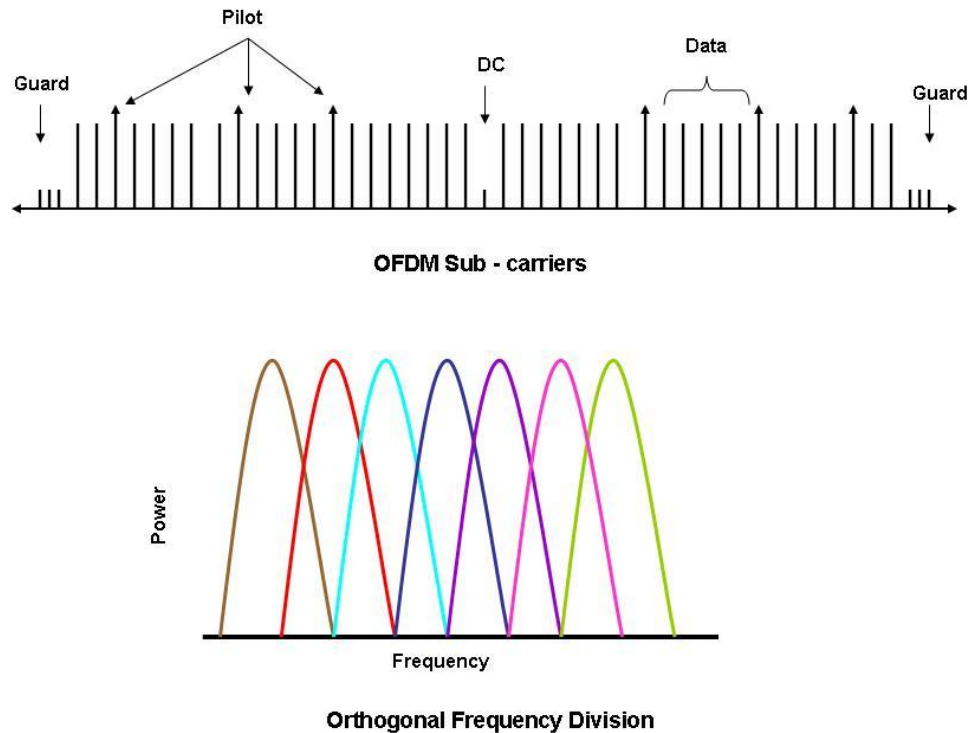 Pilot
DC
Data
Guard
Guard
OFDM Sub - carriers
Power
Frequency
Orthogonal Frequency Division